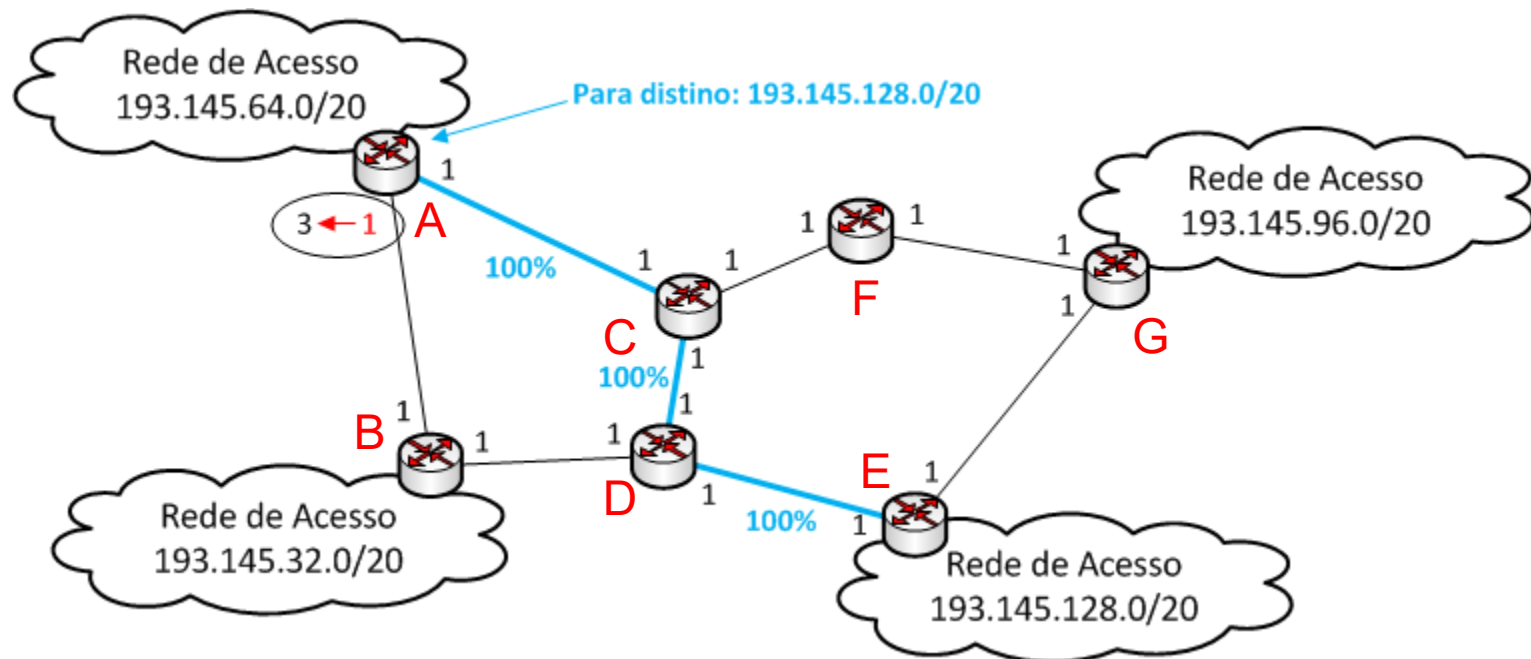 Rede de Acesso
193.145.64.0/20
Para distino: 193.145.128.0/20
1
3 ← 1
A
100%
1
1
C
1
100%
1
1
F
1
1
1
G
Rede de Acesso
193.145.96.0/20
1
B
1
1
D
1
100%
1
E
1
Rede de Acesso
193.145.32.0/20
Rede de Acesso
193.145.128.0/20